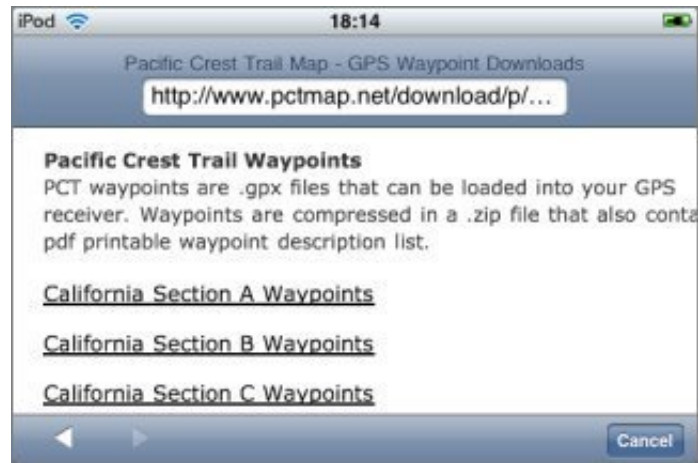 iPod 18:14
Pacific Crest Trail Map - GPS Waypoint Downloads
http://www.pctmap.net/download/p/...
Pacific Crest Trail Waypoints
PCT waypoints are .gpx files that can be loaded into your GPS
receiver. Waypoints are compressed in a .zip file that also conta
pdf printable waypoint description list.
California Section A Waypoints
California Section B Waypoints
California Section C Waypoints
Cancel